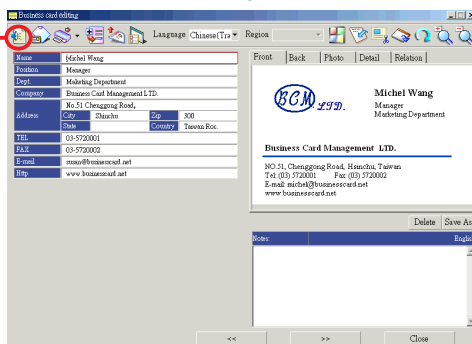 Business card editing
Language Chinese(Tra Region
Name {Michel Wang
Position Manager
Dept. Maketing Department
Company Business Card Management LTD.
Address No.51 Chenggong Road,
City Shinchu Zip 300
State Country Taiwan Roc.
TEL 03-5720001
FAX 03-5720002
E-mail susan@businesscard.net
Http www.businesscard.net
Front Back Photo Detail Relation
BCM LTD.
Michel Wang
Manager
Marketing Department
Business Card Management LTD.
NO.51, Chenggong Road, Hsinchu, Taiwan
Tel: (03) 5720001 Fax: (03) 5720002
E-mail: michel@businesscard.net
www.businesscard.net
Delete Save As
Notes: Englis
<< >> Close